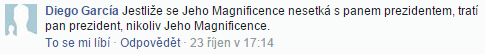 Diego García Jestliže se Jeho Magnificence nesetká s panem prezidentem, tratí
pan prezident, nikoliv Jeho Magnificence.
To se mi líbí · Odpovědět · 23 říjen v 17:14